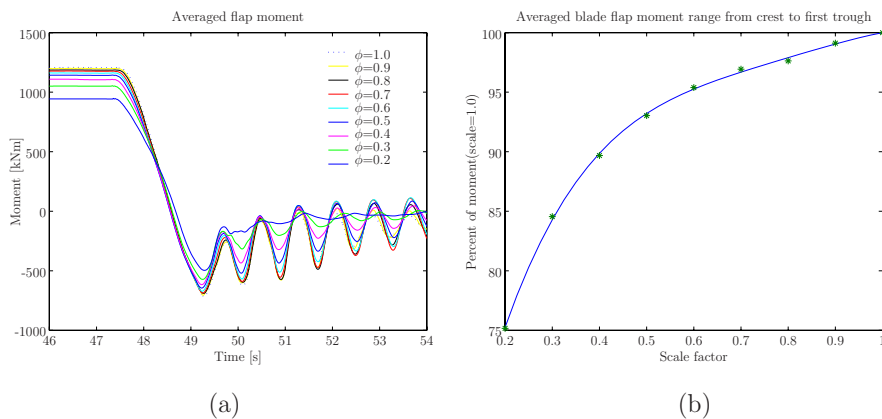 Averaged flap moment
1500
1000
500
0
-500
-1000
Moment [kNm]
46 47 48 49 50 51 52 53 54
Time [s]
ϕ=1.0
ϕ=0.9
ϕ=0.8
ϕ=0.7
ϕ=0.6
ϕ=0.5
ϕ=0.4
ϕ=0.3
ϕ=0.2
(a)
Averaged blade flap moment range from crest to first trough
100
95
90
85
80
75
Percent of moment(scale=1.0)
0.2 0.3 0.4 0.5 0.6 0.7 0.8 0.9 1
Scale factor
(b)